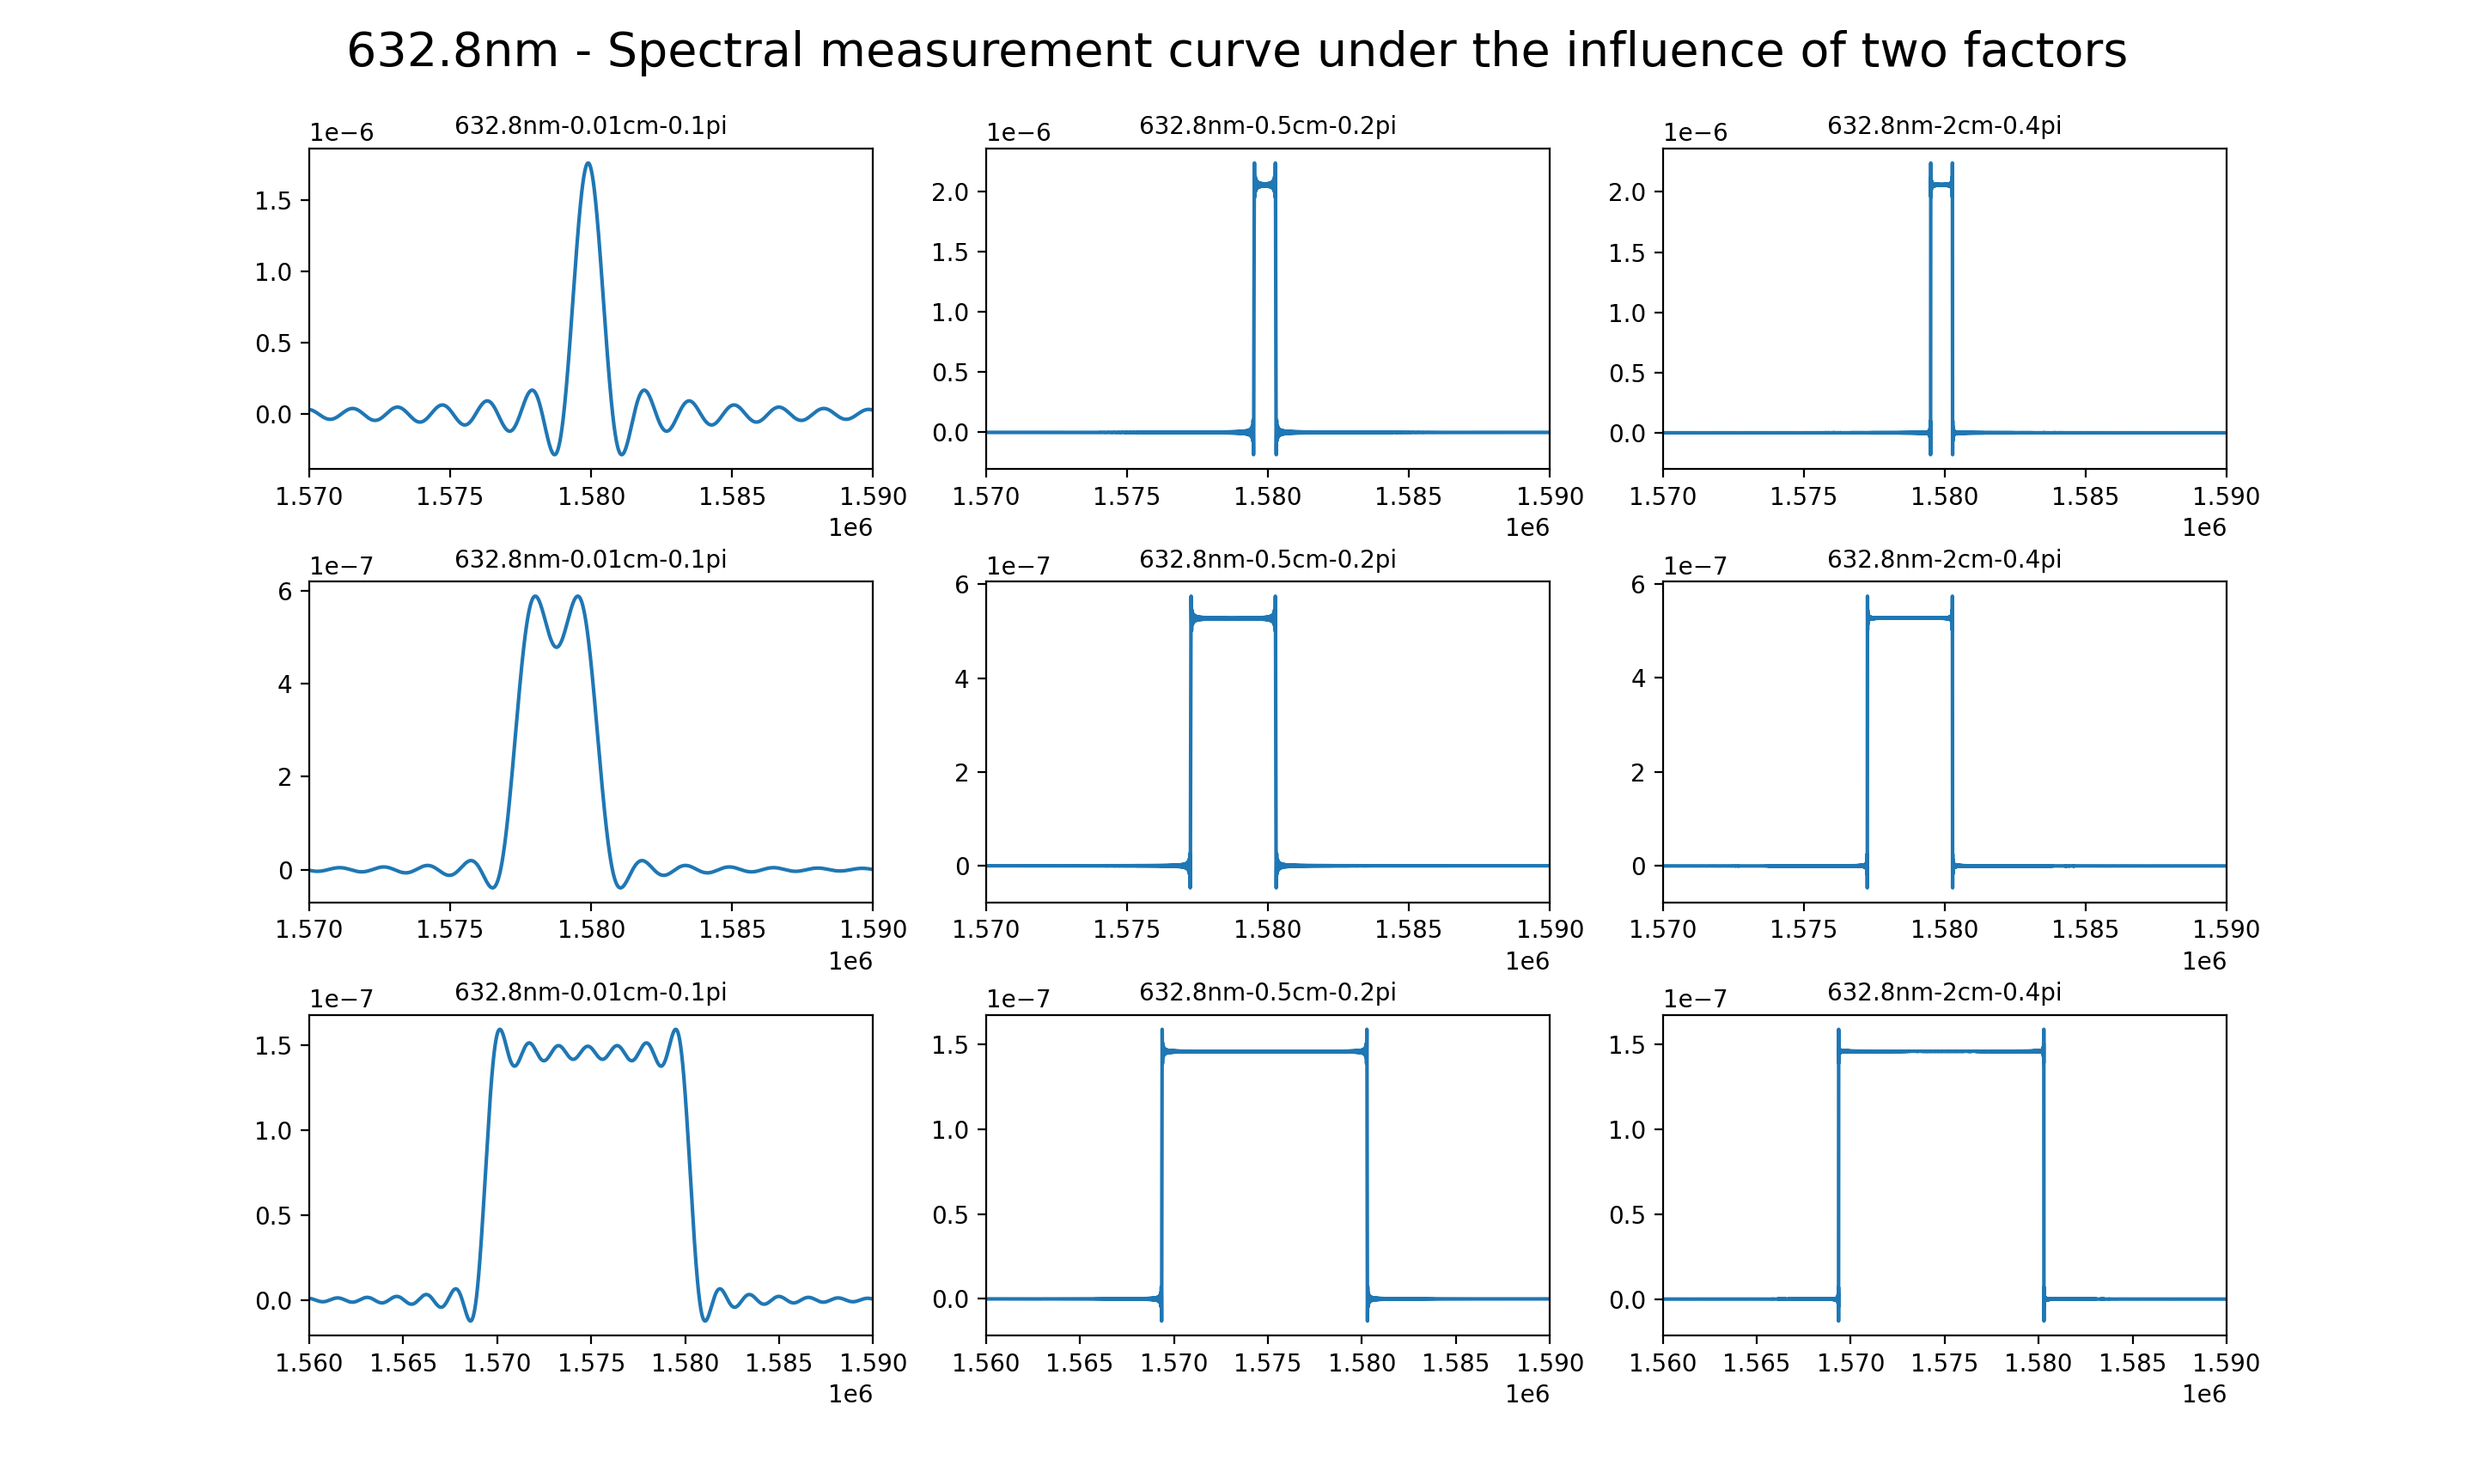 632.8nm - Spectral measurement curve under the influence of two factors
632.8nm-0.01cm-0.1pi
632.8nm-0.5cm-0.2pi
632.8nm-2cm-0.4pi
1e−6
1e−6
1e−6
1.5
1.0
0.5
0.0
2.0
1.5
1.0
0.5
0.0
2.0
1.5
1.0
0.5
0.0
1.570 1.575 1.580 1.585 1.590
1.570 1.575 1.580 1.585 1.590
1.570 1.575 1.580 1.585 1.590
1e6
1e6
1e6
632.8nm-0.01cm-0.1pi
632.8nm-0.5cm-0.2pi
632.8nm-2cm-0.4pi
1e−7
1e−7
1e−7
6
4
2
0
6
4
2
0
6
4
2
0
1.570 1.575 1.580 1.585 1.590
1.570 1.575 1.580 1.585 1.590
1.570 1.575 1.580 1.585 1.590
1e6
1e6
1e6
632.8nm-0.01cm-0.1pi
632.8nm-0.5cm-0.2pi
632.8nm-2cm-0.4pi
1e−7
1e−7
1e−7
1.5
1.0
0.5
0.0
1.5
1.0
0.5
0.0
1.5
1.0
0.5
0.0
1.560 1.565 1.570 1.575 1.580 1.585 1.590
1.560 1.565 1.570 1.575 1.580 1.585 1.590
1.560 1.565 1.570 1.575 1.580 1.585 1.590
1e6
1e6
1e6